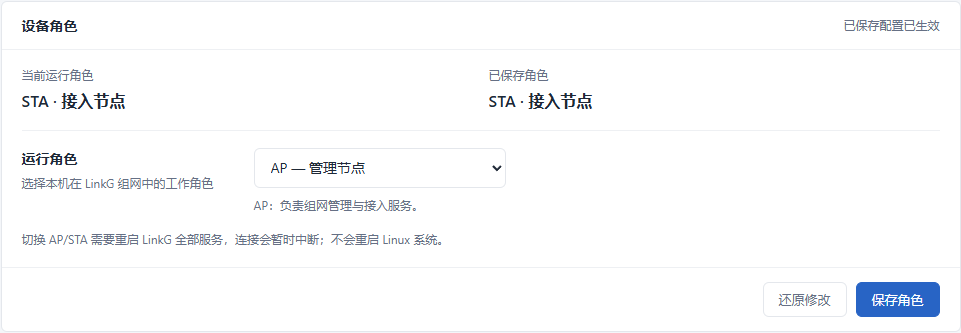 设备角色
已保存配置已生效
当前运行角色
已保存角色
STA · 接入节点
STA · 接入节点
运行角色
选择本机在 LinkG 组网中的工作角色
AP — 管理节点
AP：负责组网管理与接入服务。
切换 AP/STA 需要重启 LinkG 全部服务，连接会暂时中断；不会重启 Linux 系统。
还原修改
保存角色